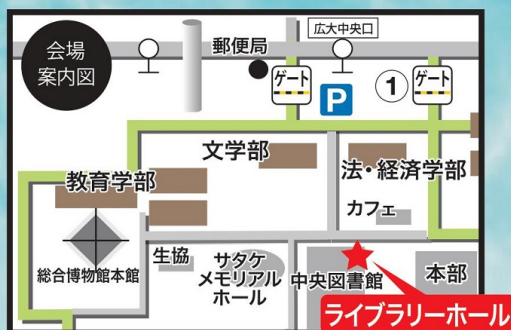 会場
案内図
郵便局
広大中央口
ゲート
P
①
ゲート
文学部
法・経済学部
教育学部
カフェ
総合博物館本館
生協
サタケ
メモリアル
ホール
中央図書館
本部
ライブラリーホール